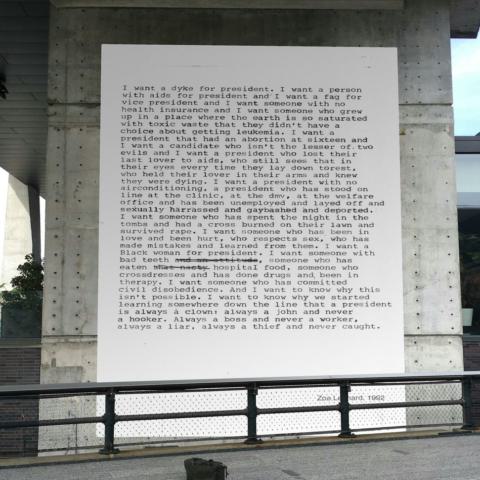 I want a dyke for president. I want a person
with aids for president and I want a fag for
vice president and I want someone with no
health insurance and I want someone who grew
up in a place where the earth is so saturated
with toxic waste that they didn't have a
choice about getting leukemia. I want a
president that had an abortion at sixteen and
I want a candidate who isn't the lesser of two
evils and I want a president who lost their
last lover to aids, who still sees that in
their eyes every time they lay down to rest,
who held their lover in their arms and knew
they were dying. I want a president with no
airconditioning, a president who has stood on
line at the clinic, at the dmv, at the welfare
office and has been unemployed and layed off and
sexually harrassed and gaybashed and deported.
I want someone who has spent the night in the
tombs and had a cross burned on their lawn and
survived rape. I want someone who has been in
love and been hurt, who respects sex, who has
made mistakes and learned from them. I want a
Black woman for president. I want someone with
bad teeth and an attitude, someone who has
eaten that nasty hospital food, someone who
crossdresses and has done drugs and been in
therapy. I want someone who has committed
civil disobedience. And I want to know why this
isn't possible. I want to know why we started
learning somewhere down the line that a president
is always a clown: always a john and never
a hooker. Always a boss and never a worker,
always a liar, always a thief and never caught.
Zoe Leonard, 1992